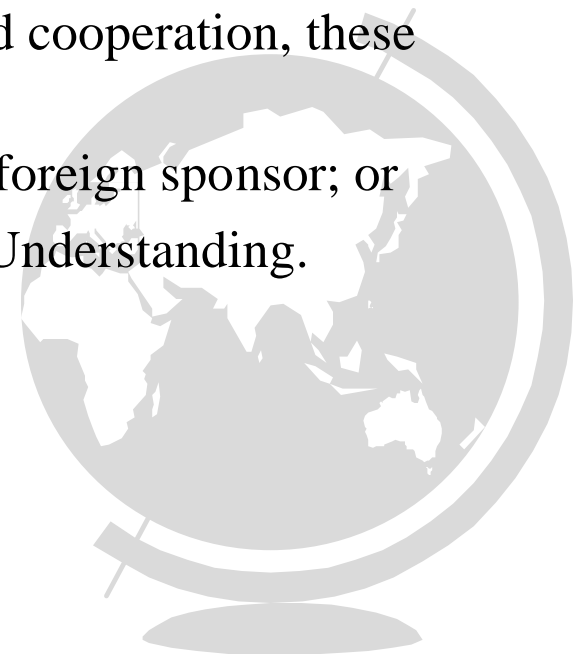 d cooperation, these
foreign sponsor; or
Understanding.